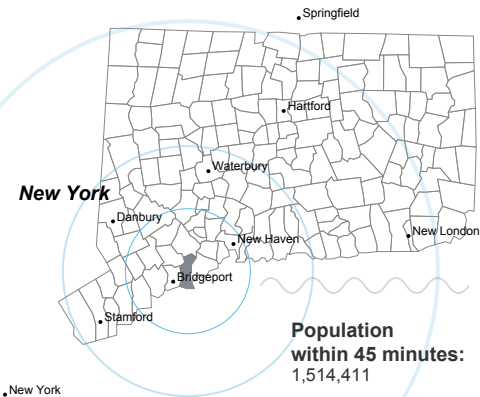 Springfield
Hartford
Waterbury
New York
Danbury
New Haven
New London
Bridgeport
Stamford
Population
within 45 minutes:
1,514,411
New York